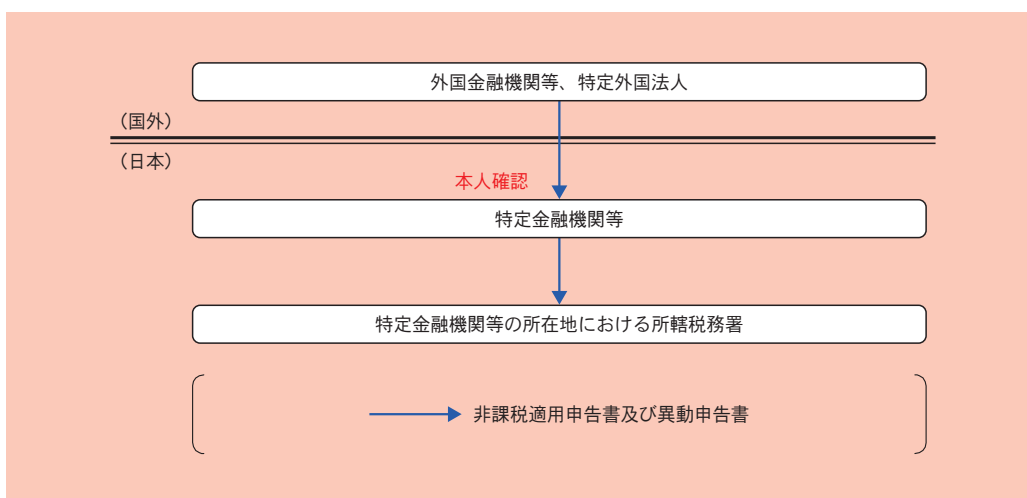 外国金融機関等、特定外国法人
（国外）
（日本）
本人確認
特定金融機関等
特定金融機関等の所在地における所轄税務署
非課税適用申告書及び異動申告書